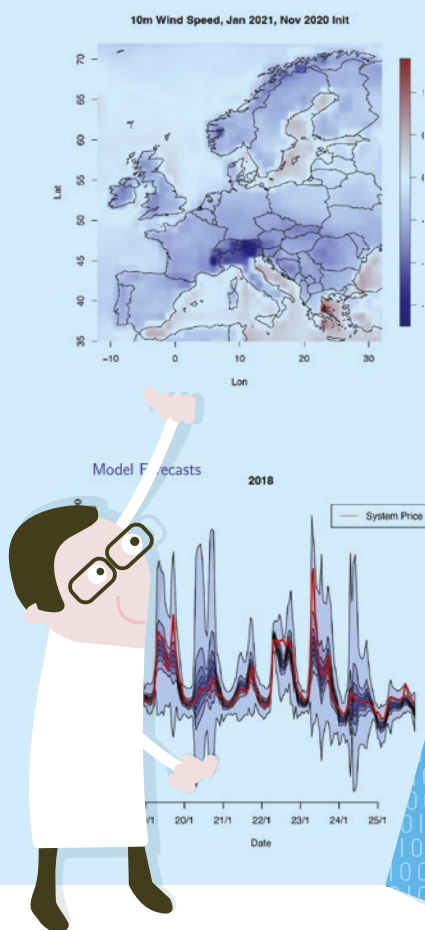 10m Wind Speed, Jan 2021, Nov 2020 Init
70
65
60
55
50
45
40
35
Lat
-10 0 10 20 30
Lon
Model F ecasts
2018
System Price
/1 20/1 21/1 22/1 23/1 24/1 25/1
Date